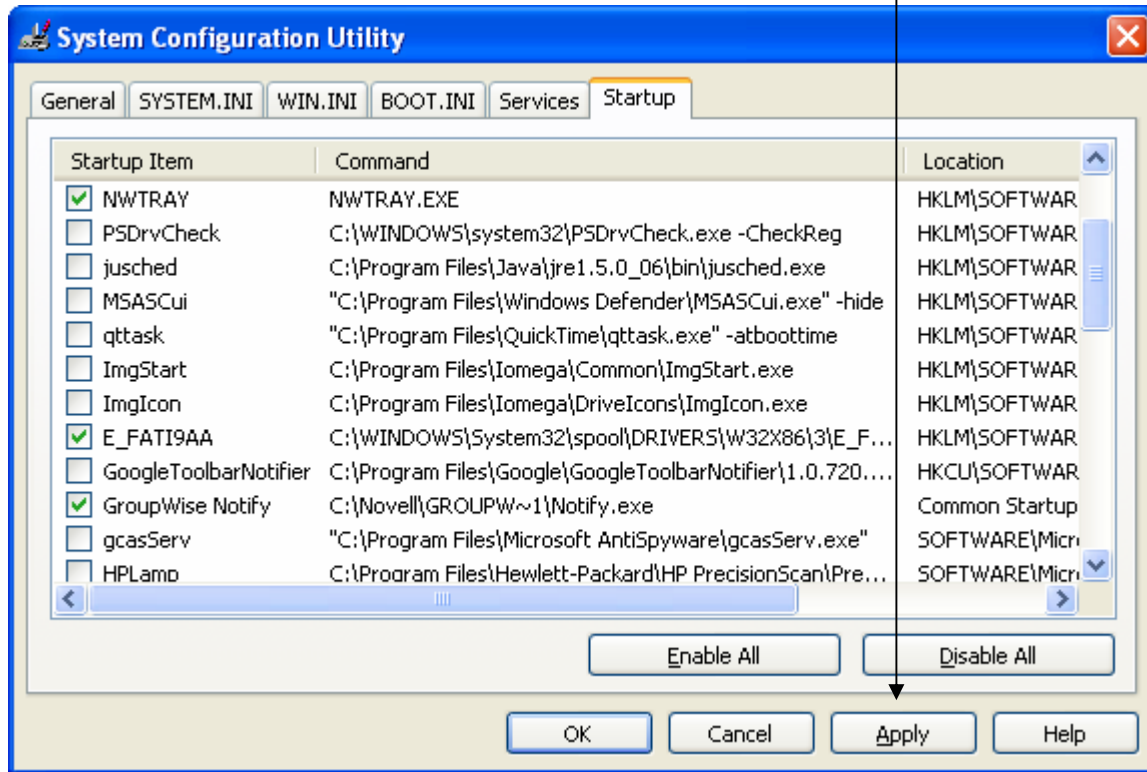 System Configuration Utility
General SYSTEM.INI WIN.INI BOOT.INI Services Startup
Startup Item Command Location
NWTRAY NWTRAY.EXE HKLM\SOFTWAR
PSDrvCheck C:\WINDOWS\system32\PSDrvCheck.exe -CheckReg HKLM\SOFTWAR
jusched C:\Program Files\Java\jre1.5.0_06\bin\jusched.exe HKLM\SOFTWAR
MSASCui "C:\Program Files\Windows Defender\MSASCui.exe" -hide HKLM\SOFTWAR
qttask "C:\Program Files\QuickTime\qttask.exe" -atboottime HKLM\SOFTWAR
ImgStart C:\Program Files\Iomega\Common\ImgStart.exe HKLM\SOFTWAR
ImgIcon C:\Program Files\Iomega\DriveIcons\ImgIcon.exe HKLM\SOFTWAR
E_FATI9AA C:\WINDOWS\System32\spool\DRIVERS\W32X86\3\E_F... HKLM\SOFTWAR
GoogleToolbarNotifier C:\Program Files\Google\GoogleToolbarNotifier\1.0.720.... HKCU\SOFTWAR
GroupWise Notify C:\Novell\GROUPW~1\Notify.exe Common Startup
gcasServ "C:\Program Files\Microsoft AntiSpyware\gcasServ.exe" SOFTWARE\Micr
HPLamp C:\Program Files\Hewlett-Packard\HP PrecisionScan\Pre... SOFTWARE\Micr
Enable All Disable All
OK Cancel Apply Help